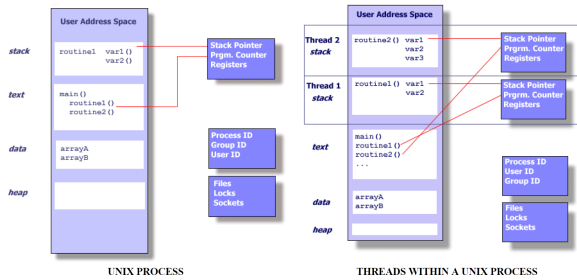 User Address Space
stack
routine1 var1()
var2()
Stack Pointer
Prgrm. Counter
Registers
text
main()
routine1()
routine2()
data
arrayA
arrayB
Process ID
Group ID
User ID
heap
Files
Locks
Sockets
UNIX PROCESS
User Address Space
Thread 2
stack
routine2() var1
var2
var3
Stack Pointer
Prgrm. Counter
Registers
Thread 1
stack
routine1() var1
var2
Stack Pointer
Prgrm. Counter
Registers
text
main()
routine1()
routine2()
...
Process ID
User ID
Group ID
data
arrayA
arrayB
Files
Locks
Sockets
heap
THREADS WITHIN A UNIX PROCESS